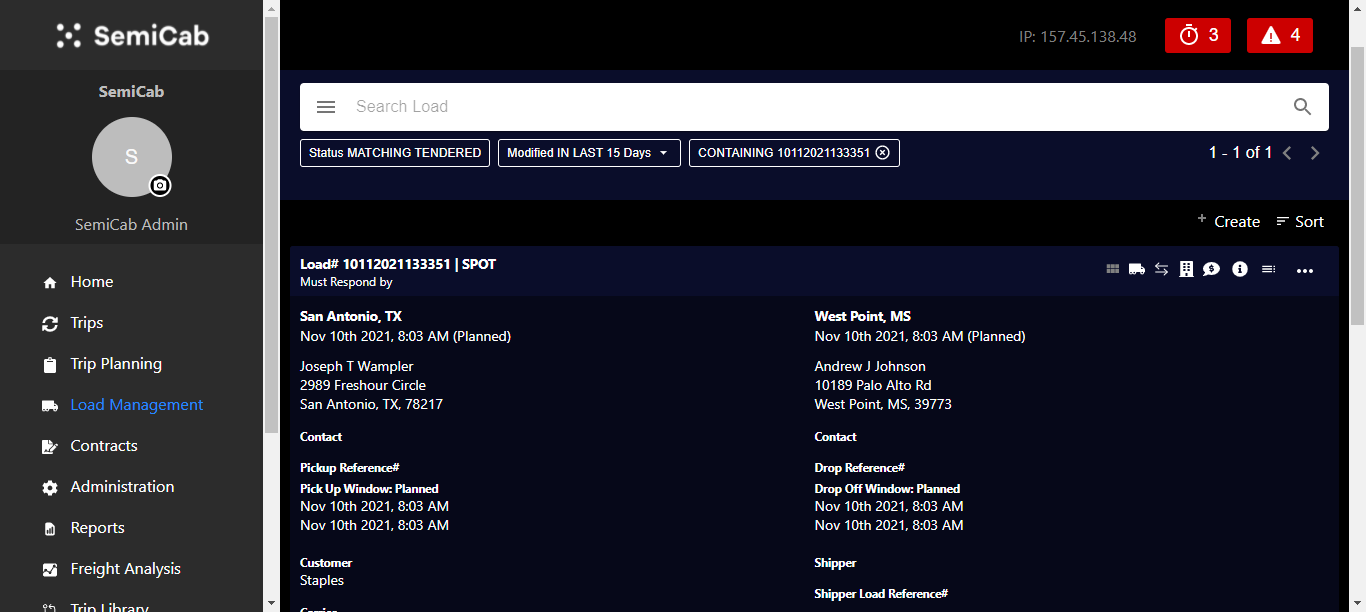 SemiCab
SemiCab
S
SemiCab Admin
Home
Trips
Trip Planning
Load Management
Contracts
Administration
Reports
Freight Analysis
Trip Library
IP: 157.45.138.48
3
4
Search Load
Status MATCHING TENDERED
Modified IN LAST 15 Days
CONTAINING 10112021133351
1 - 1 of 1
+ Create
Sort
Load# 10112021133351 | SPOT
Must Respond by
San Antonio, TX
Nov 10th 2021, 8:03 AM (Planned)
Joseph T Wampler
2989 Freshour Circle
San Antonio, TX, 78217
Contact
Pickup Reference#
Pick Up Window: Planned
Nov 10th 2021, 8:03 AM
Nov 10th 2021, 8:03 AM
Customer
Staples
Carrier
West Point, MS
Nov 10th 2021, 8:03 AM (Planned)
Andrew J Johnson
10189 Palo Alto Rd
West Point, MS, 39773
Contact
Drop Reference#
Drop Off Window: Planned
Nov 10th 2021, 8:03 AM
Nov 10th 2021, 8:03 AM
Shipper
Shipper Load Reference#